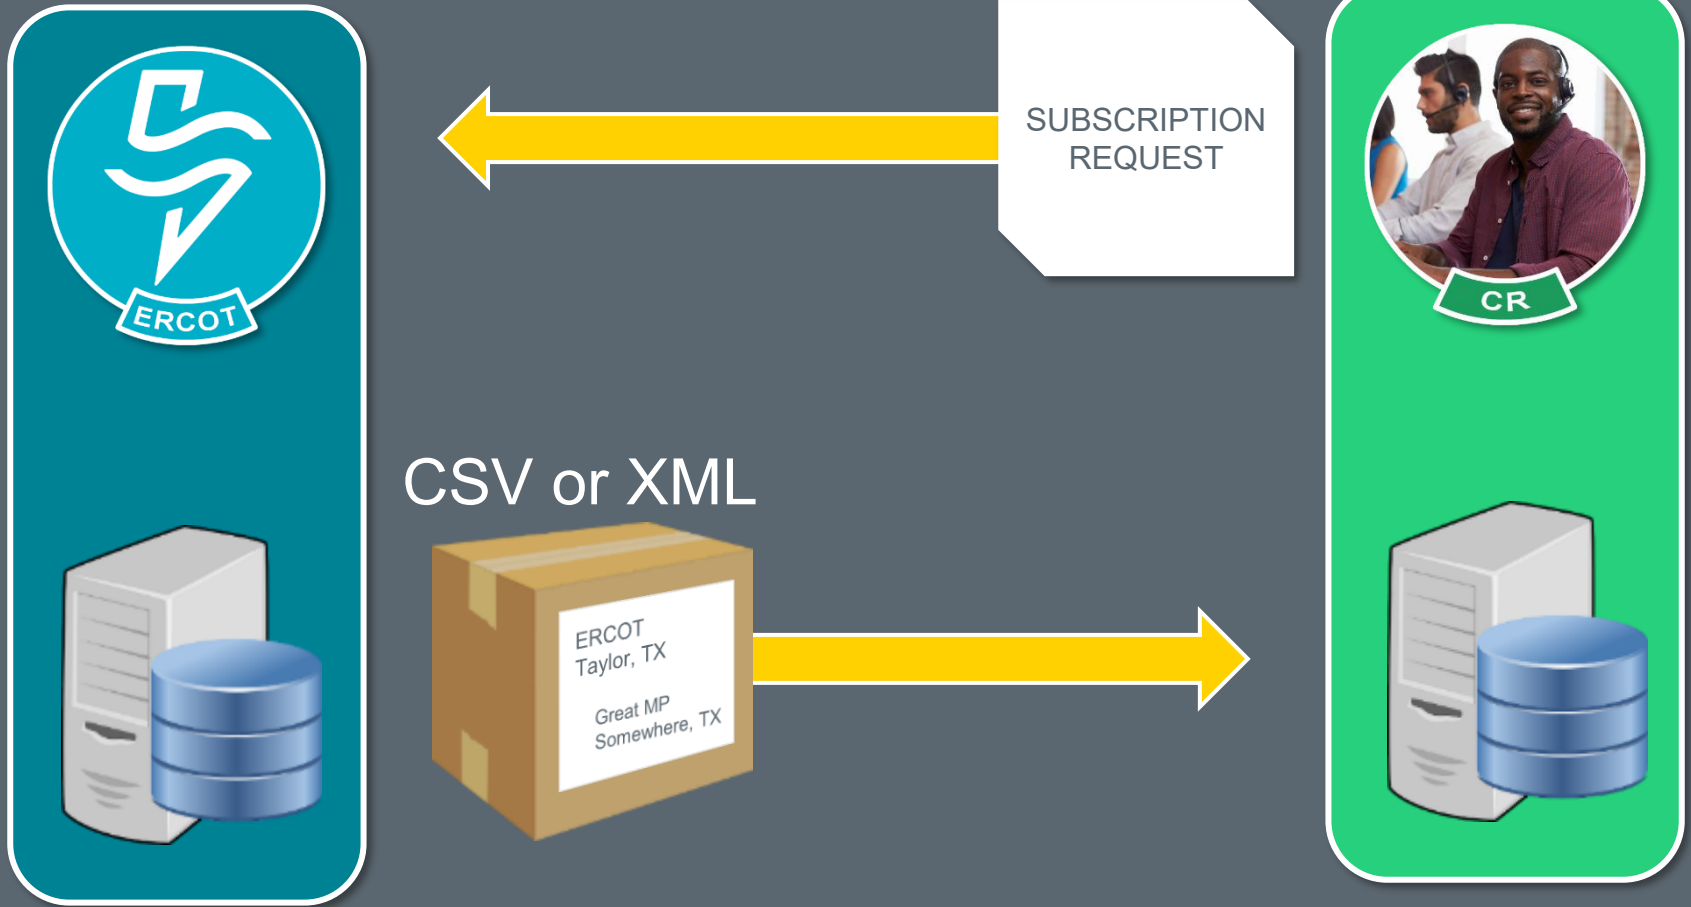 SUBSCRIPTION
REQUEST
ERCOT
CR
CSV or XML
ERCOT
Taylor, TX
Great MP
Somewhere, TX